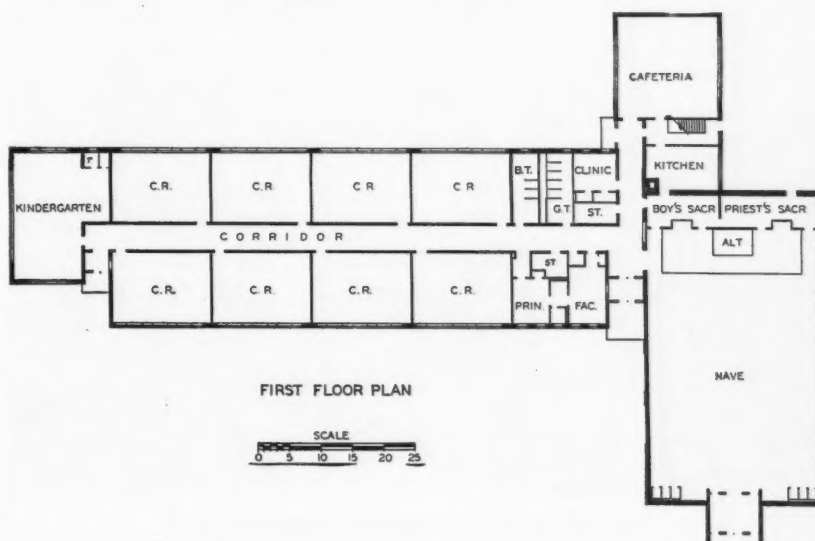 CAFETERIA
KITCHEN
T
C.R. C.R. C.R C.R
B.T. G.T. CLINIC
ST.
KINDERGARTEN
BOY'S SACR PRIEST'S SACR
ALT
CORRIDOR
ST
C.R. C.R. C.R. C.R.
PRIN. FAC.
NAVE
FIRST FLOOR PLAN
SCALE
0 5 10 15 20 25